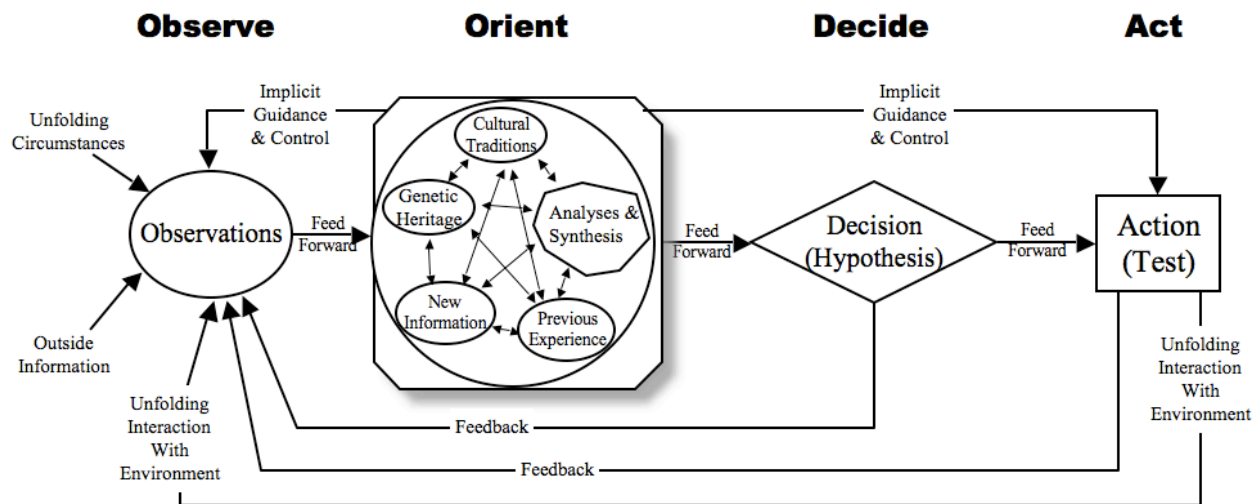 Observe
Orient
Decide
Act
Implicit
Guidance
& Control
Implicit
Guidance
& Control
Unfolding
Circumstances
Cultural
Traditions
Genetic
Heritage
Analyses &
Synthesis
Observations
Feed
Forward
Feed
Forward
Decision
(Hypothesis)
Feed
Forward
Action
(Test)
New
Information
Previous
Experience
Outside
Information
Unfolding
Interaction
With
Environment
Unfolding
Interaction
With
Environment
Feedback
Feedback